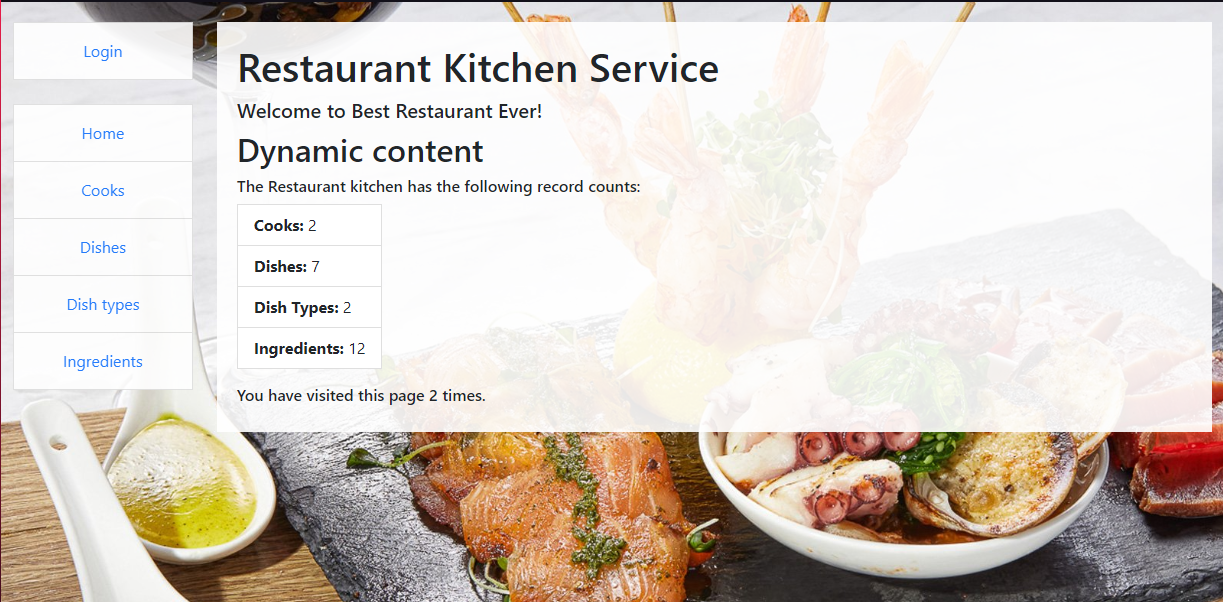 Login
Home
Cooks
Dishes
Dish types
Ingredients
Restaurant Kitchen Service
Welcome to Best Restaurant Ever!
Dynamic content
The Restaurant kitchen has the following record counts:
Cooks: 2
Dishes: 7
Dish Types: 2
Ingredients: 12
You have visited this page 2 times.